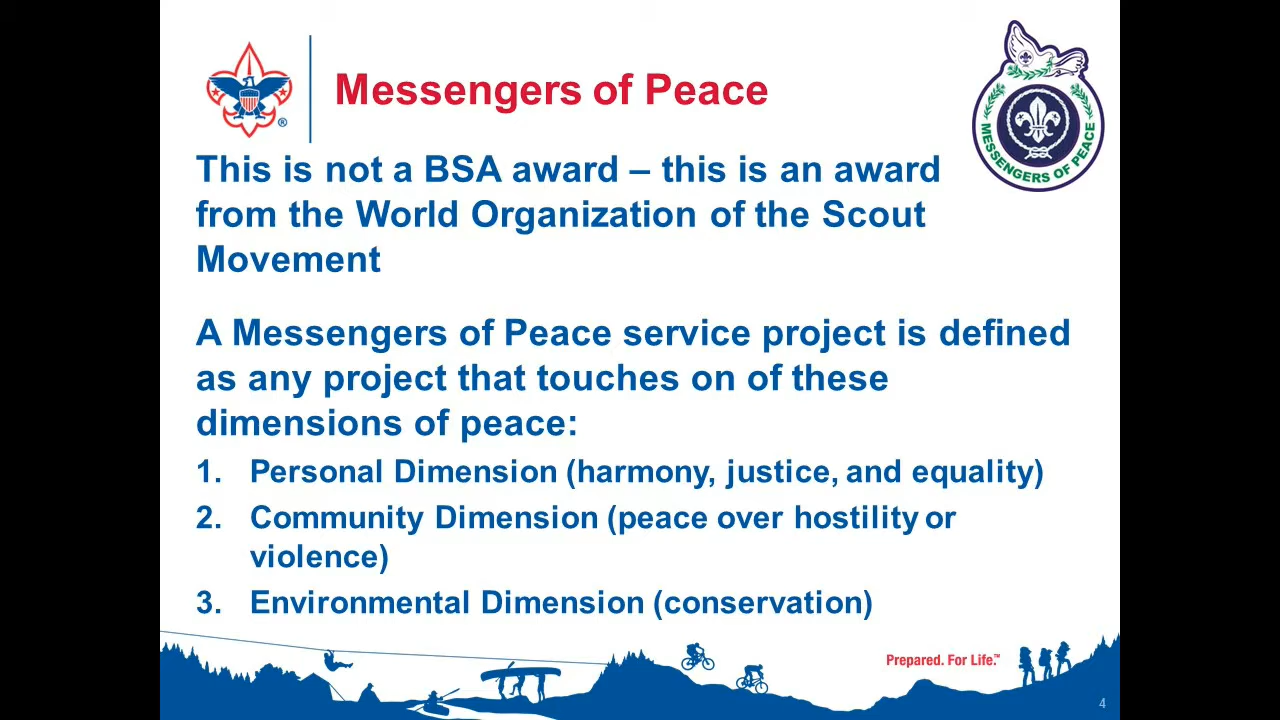 Messengers of Peace
MESSENGERS OF PEACE
This is not a BSA award – this is an award
from the World Organization of the Scout
Movement
A Messengers of Peace service project is defined
as any project that touches on of these
dimensions of peace:
1. Personal Dimension (harmony, justice, and equality)
2. Community Dimension (peace over hostility or
violence)
3. Environmental Dimension (conservation)
Prepared. For Life.™
4